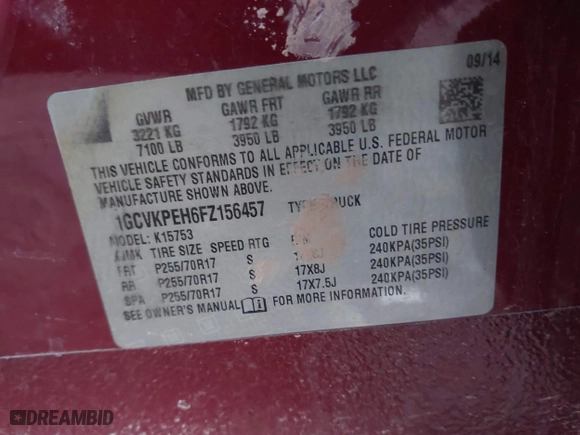 MFD BY GENERAL MOTORS LLC 09/14
GVWR GAWR FRT GAWR RR
3221 KG 1792 KG 1792 KG
7100 LB 3950 LB 3950 LB
THIS VEHICLE CONFORMS TO ALL APPLICABLE U.S. FEDERAL MOTOR
VEHICLE SAFETY STANDARDS IN EFFECT ON THE DATE OF
MANUFACTURE SHOWN ABOVE.
1GCVKPEH6FZ156457 TYPE: TRUCK
MODEL: K15753
TIRE SIZE SPEED RTG COLD TIRE PRESSURE
FRT P255/70R17 S 240KPA(35PSI)
RR P255/70R17 S 17X8J 240KPA(35PSI)
SPA P255/70R17 S 17X7.5J 240KPA(35PSI)
SEE OWNER'S MANUAL FOR MORE INFORMATION.
DREAMBID